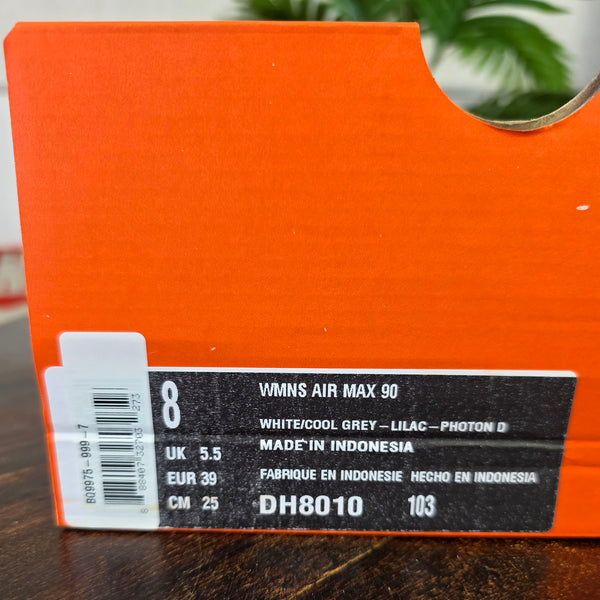 8
WMNS AIR MAX 90
WHITE/COOL GREY-LILAC-PHOTON D
MADE IN INDONESIA
UK 5.5
EUR 39
FABRIQUE EN INDONESIE HECHO EN INDONESIA
CM 25
DH8010 103
BQ9975-999-7